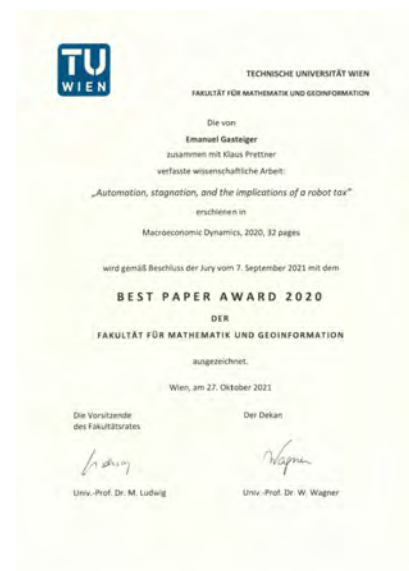 TU
WIEN
TECHNISCHE UNIVERSITÄT WIEN
FAKULTÄT FÜR MATHEMATIK UND GEOINFORMATION
Die von
Emanuel Gasteiger
zusammen mit Klaus Prettner
verfasste wissenschaftliche Arbeit:
„Automation, stagnation, and the implications of a robot tax“
erschienen in
Macroeconomic Dynamics, 2020, 32 pages
wird gemäß Beschluss der Jury vom 7. September 2021 mit dem
BEST PAPER AWARD 2020
DER
FAKULTÄT FÜR MATHEMATIK UND GEOINFORMATION
ausgezeichnet.
Wien, am 27. Oktober 2021
Die Vorsitzende
des Fakultätsrates
Ludwig
Univ.-Prof. Dr. M. Ludwig
Der Dekan
Wagner
Univ.-Prof. Dr. W. Wagner